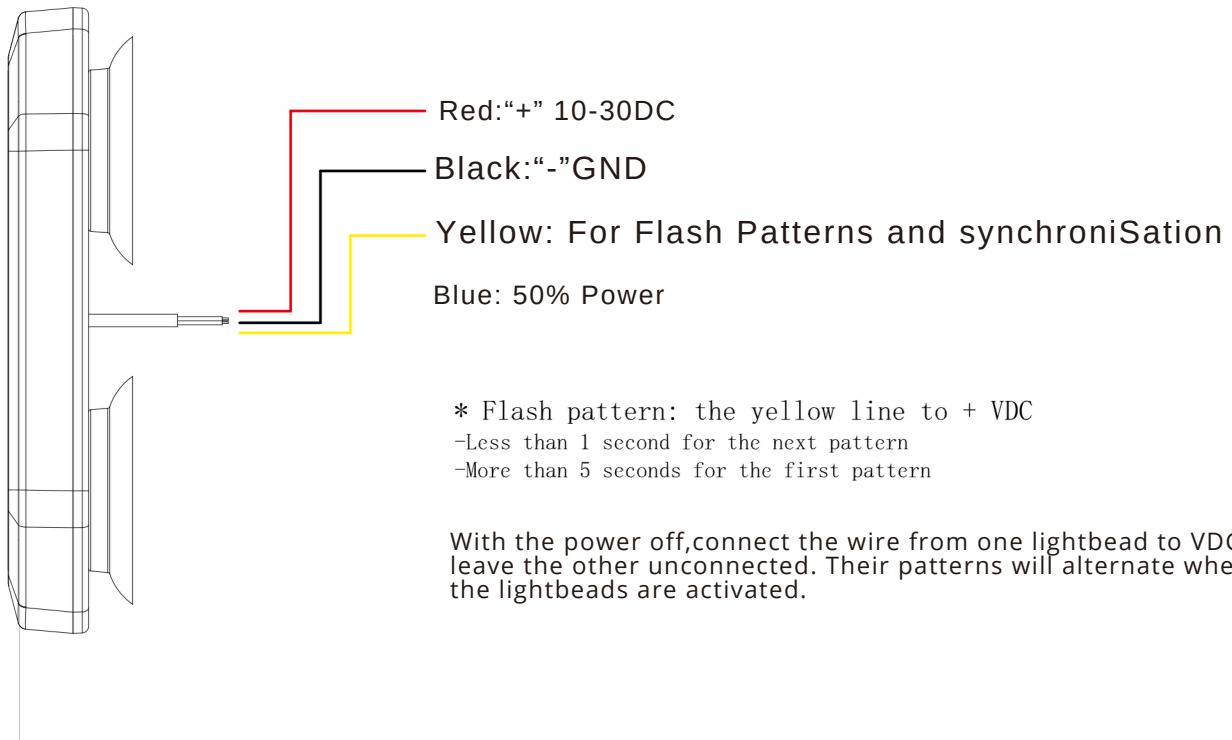 Red:“+” 10-30DC
Black:“-”GND
Yellow: For Flash Patterns and synchroniSation
Blue: 50% Power
* Flash pattern: the yellow line to + VDC
-Less than 1 second for the next pattern
-More than 5 seconds for the first pattern
With the power off,connect the wire from one lightbead to VDC
leave the other unconnected. Their patterns will alternate whe
the lightbeads are activated.